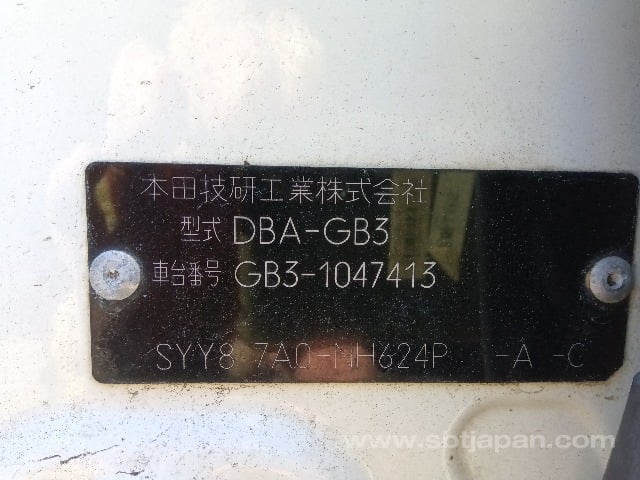 本田技研工業株式会社
型式 DBA-GB3
車台番号 GB3-1047413
SYY8 7A0-NH624P -A -C
www.sbtjapan.com